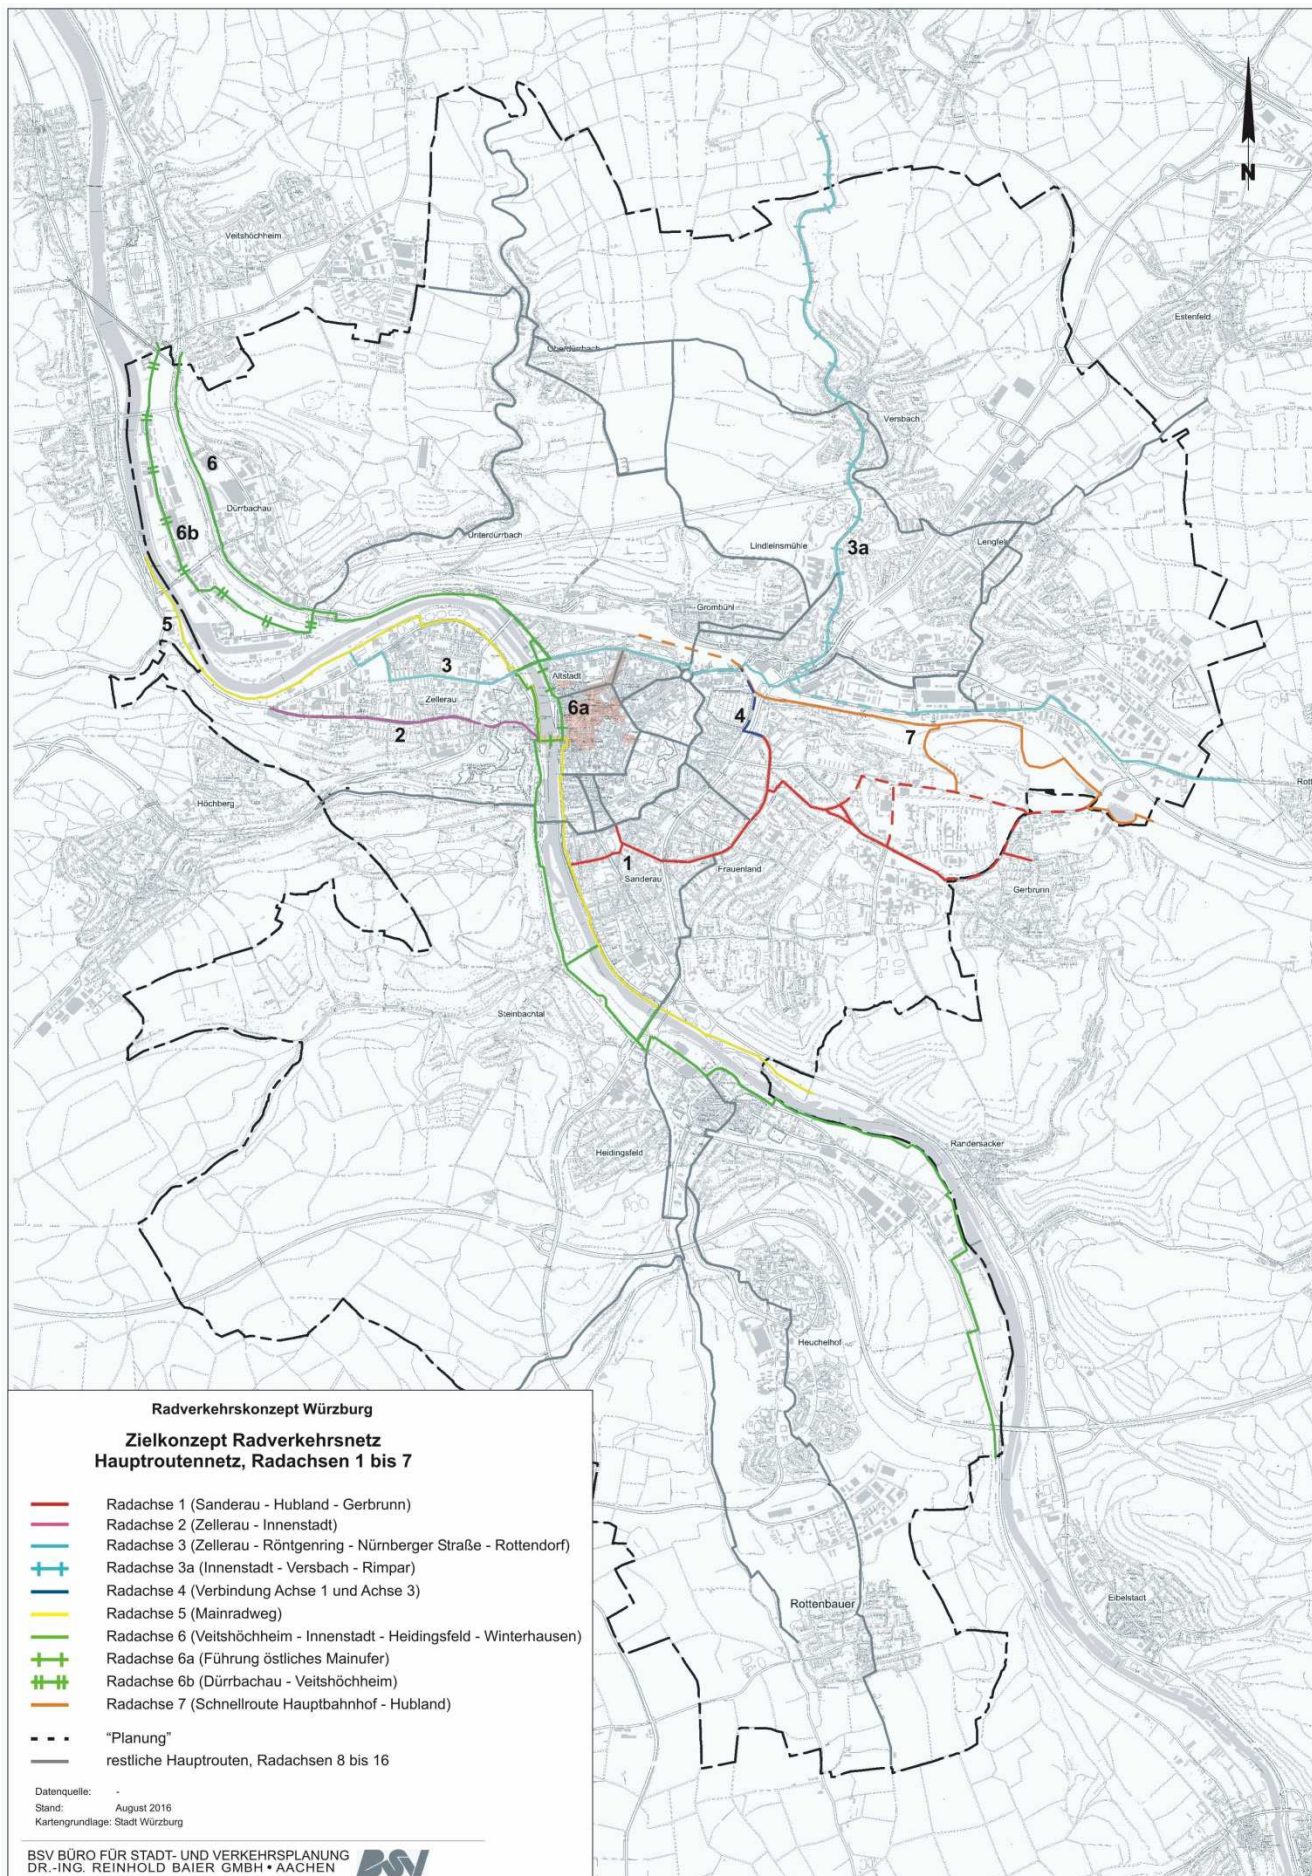 N
Veitshöchheim
Estenfeld
Oberdürrbach
Versbach
6
Dürrbachau
6b
Unterdürrbach
Lindleinsmühle
3a
Lengfeld
Grombühl
5
3
Altstadt
Zellerau
6a
4
2
7
Höchberg
Rott
1
Sanderau
Frauenland
Gerbrunn
Steinbachtal
Randersacker
Heidingsfeld
Heuchelhof
Rottenbauer
Eibelstadt
Radverkehrskonzept Würzburg
Zielkonzept Radverkehrsnetz
Hauptroutennetz, Radachsen 1 bis 7
Radachse 1 (Sanderau - Hubland - Gerbrunn)
Radachse 2 (Zellerau - Innenstadt)
Radachse 3 (Zellerau - Röntgenring - Nürnberger Straße - Rottendorf)
Radachse 3a (Innenstadt - Versbach - Rimpar)
Radachse 4 (Verbindung Achse 1 und Achse 3)
Radachse 5 (Mainradweg)
Radachse 6 (Veitshöchheim - Innenstadt - Heidingsfeld - Winterhausen)
Radachse 6a (Führung östliches Mainufer)
Radachse 6b (Dürrbachau - Veitshöchheim)
Radachse 7 (Schnellroute Hauptbahnhof - Hubland)
"Planung"
restliche Hauptrouten, Radachsen 8 bis 16
Datenquelle: -
Stand: August 2016
Kartengrundlage: Stadt Würzburg
BSV BÜRO FÜR STADT- UND VERKEHRSPLANUNG
DR.-ING. REINHOLD BAIER GMBH • AACHEN
BSV